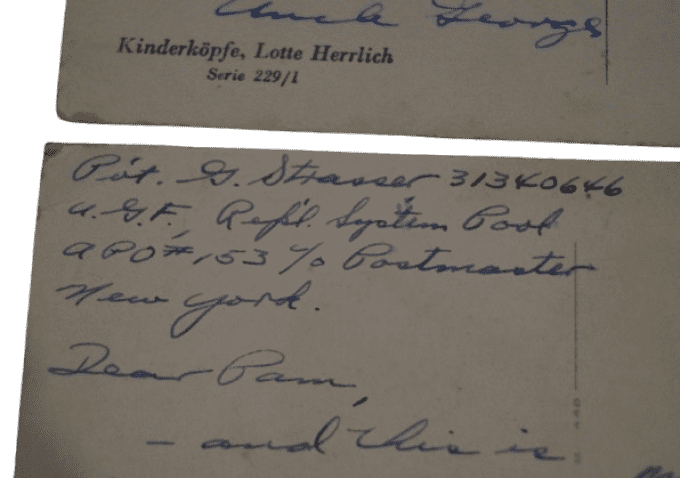 Uncle George
Kinderköpfe, Lotte Herrlich
Serie 229/1
Pvt. G. Strasser 31340646
U.G.F., Repl. System Pool
APO #,153 c/o Postmaster
New York.
Dear Pam,
- and this is